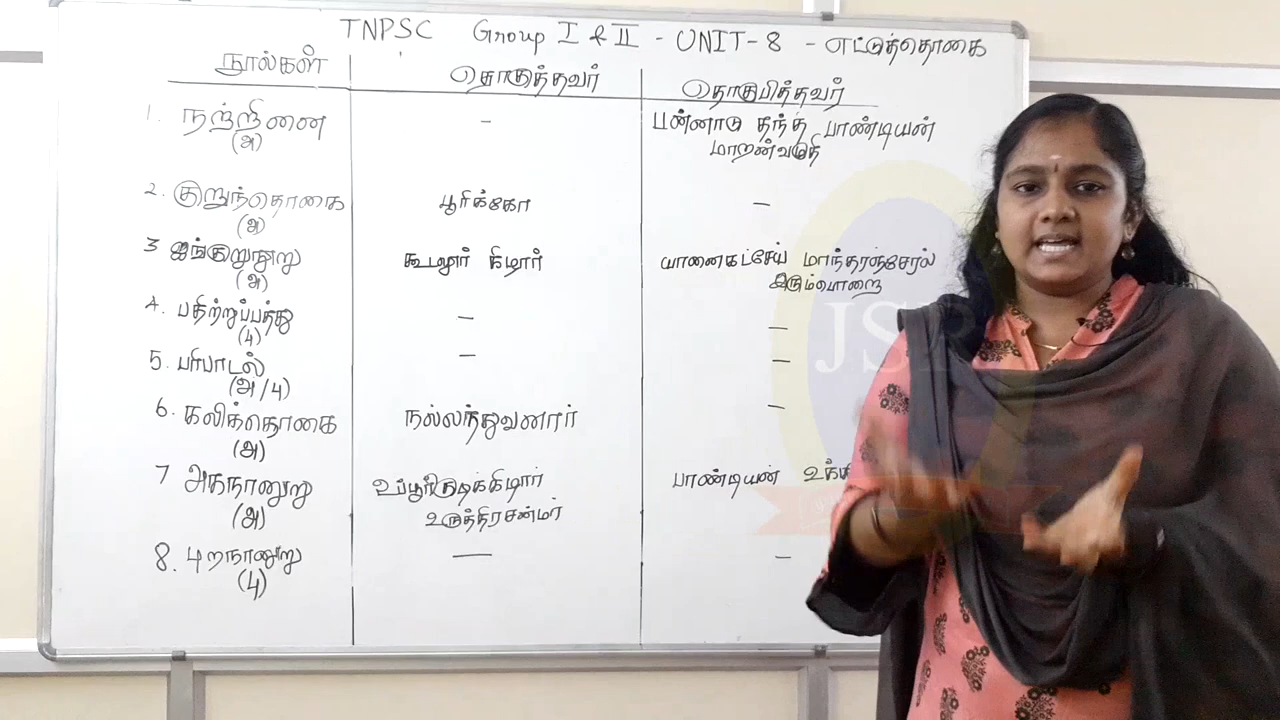 TNPSC Group I & II - UNIT-8 - எட்டுத்தொகை
நூல்கள் தொகுத்தவர் தொகுபித்தவர்
1. நற்றினை - பன்னாடு தந்த பாண்டியன்
(அ) மாறன்வழுதி
2. குறுந்தொகை பூரிக்கோ -
(அ)
3 ஐங்குறுநூறு கூடலூர் கிழார் யானைகட்சேய் மாந்தரஞ்சேரல்
(அ) இரும்பொறை
4. பதிற்றுப்பத்து - -
(பு)
5. பரிபாடல் - -
(அ/பு)
6. கலித்தொகை நல்லந்துவனாரர் -
(அ)
7 அகநானூறு உப்பூரிகுடிக்கிழார் பாண்டியன்
(அ) உருத்திரசன்மர்
8. புறநானூறு — -
(பு)
JSR